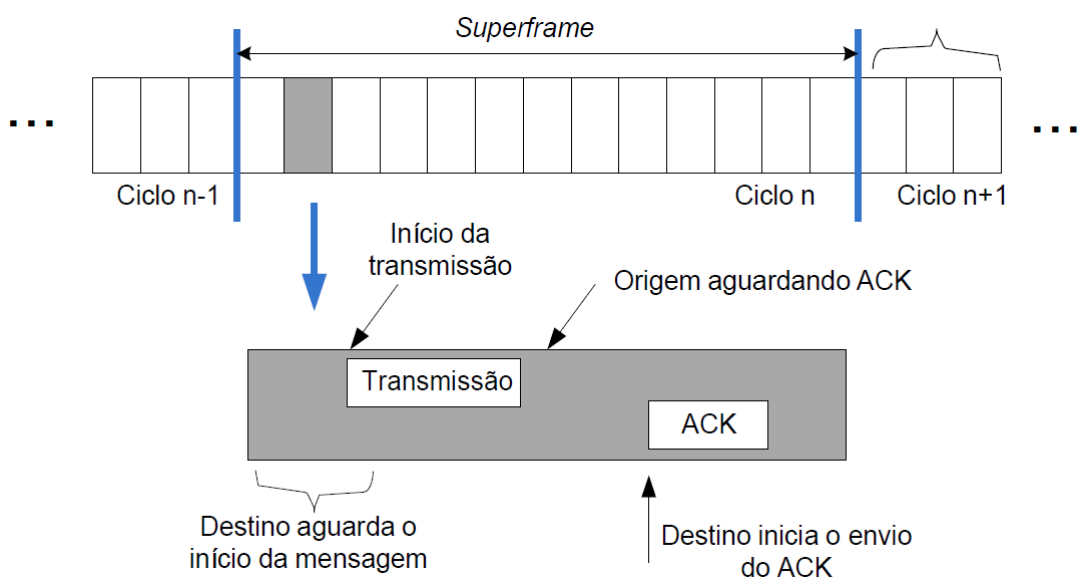 Superframe
...
...
Ciclo n-1
Ciclo n
Ciclo n+1
Início da
transmissão
Origem aguardando ACK
Transmissão
ACK
Destino aguarda o
início da mensagem
Destino inicia o envio
do ACK